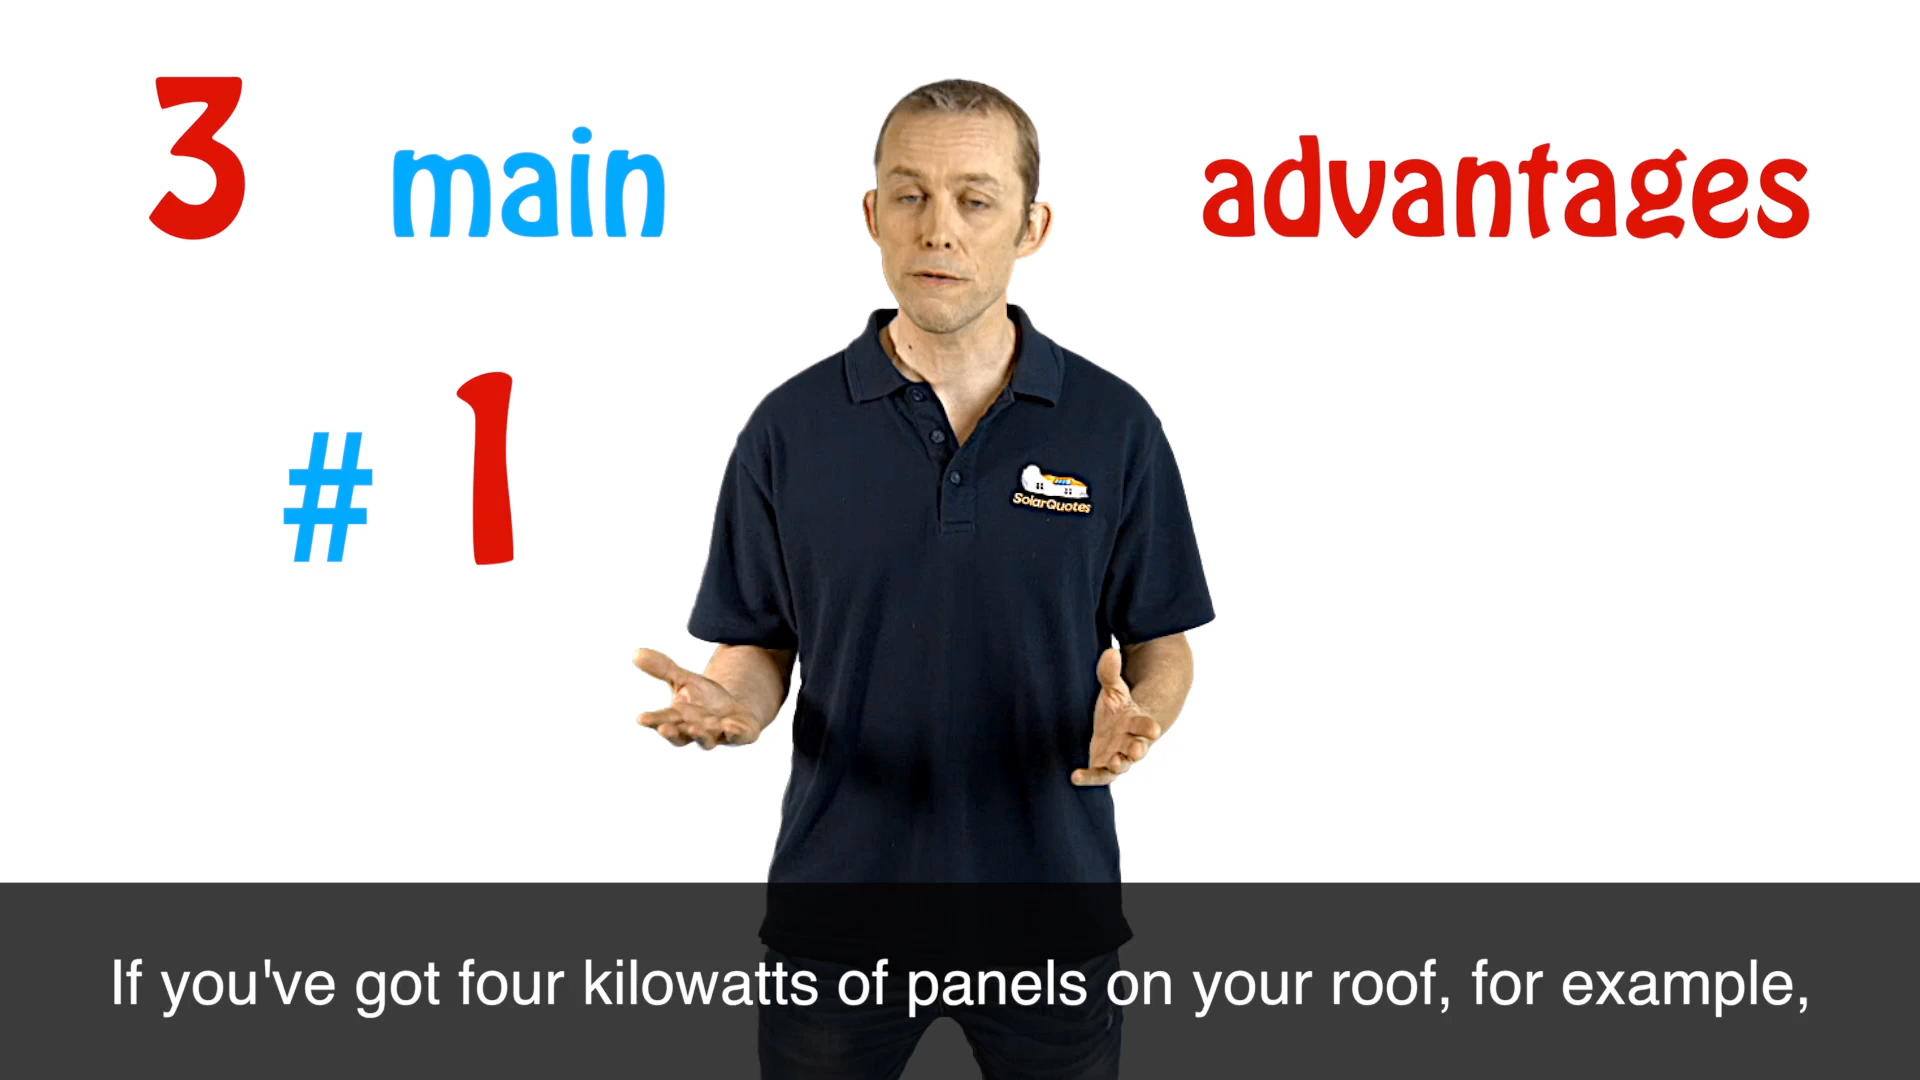 3 main advantages
# 1
SolarQuotes
If you've got four kilowatts of panels on your roof, for example,